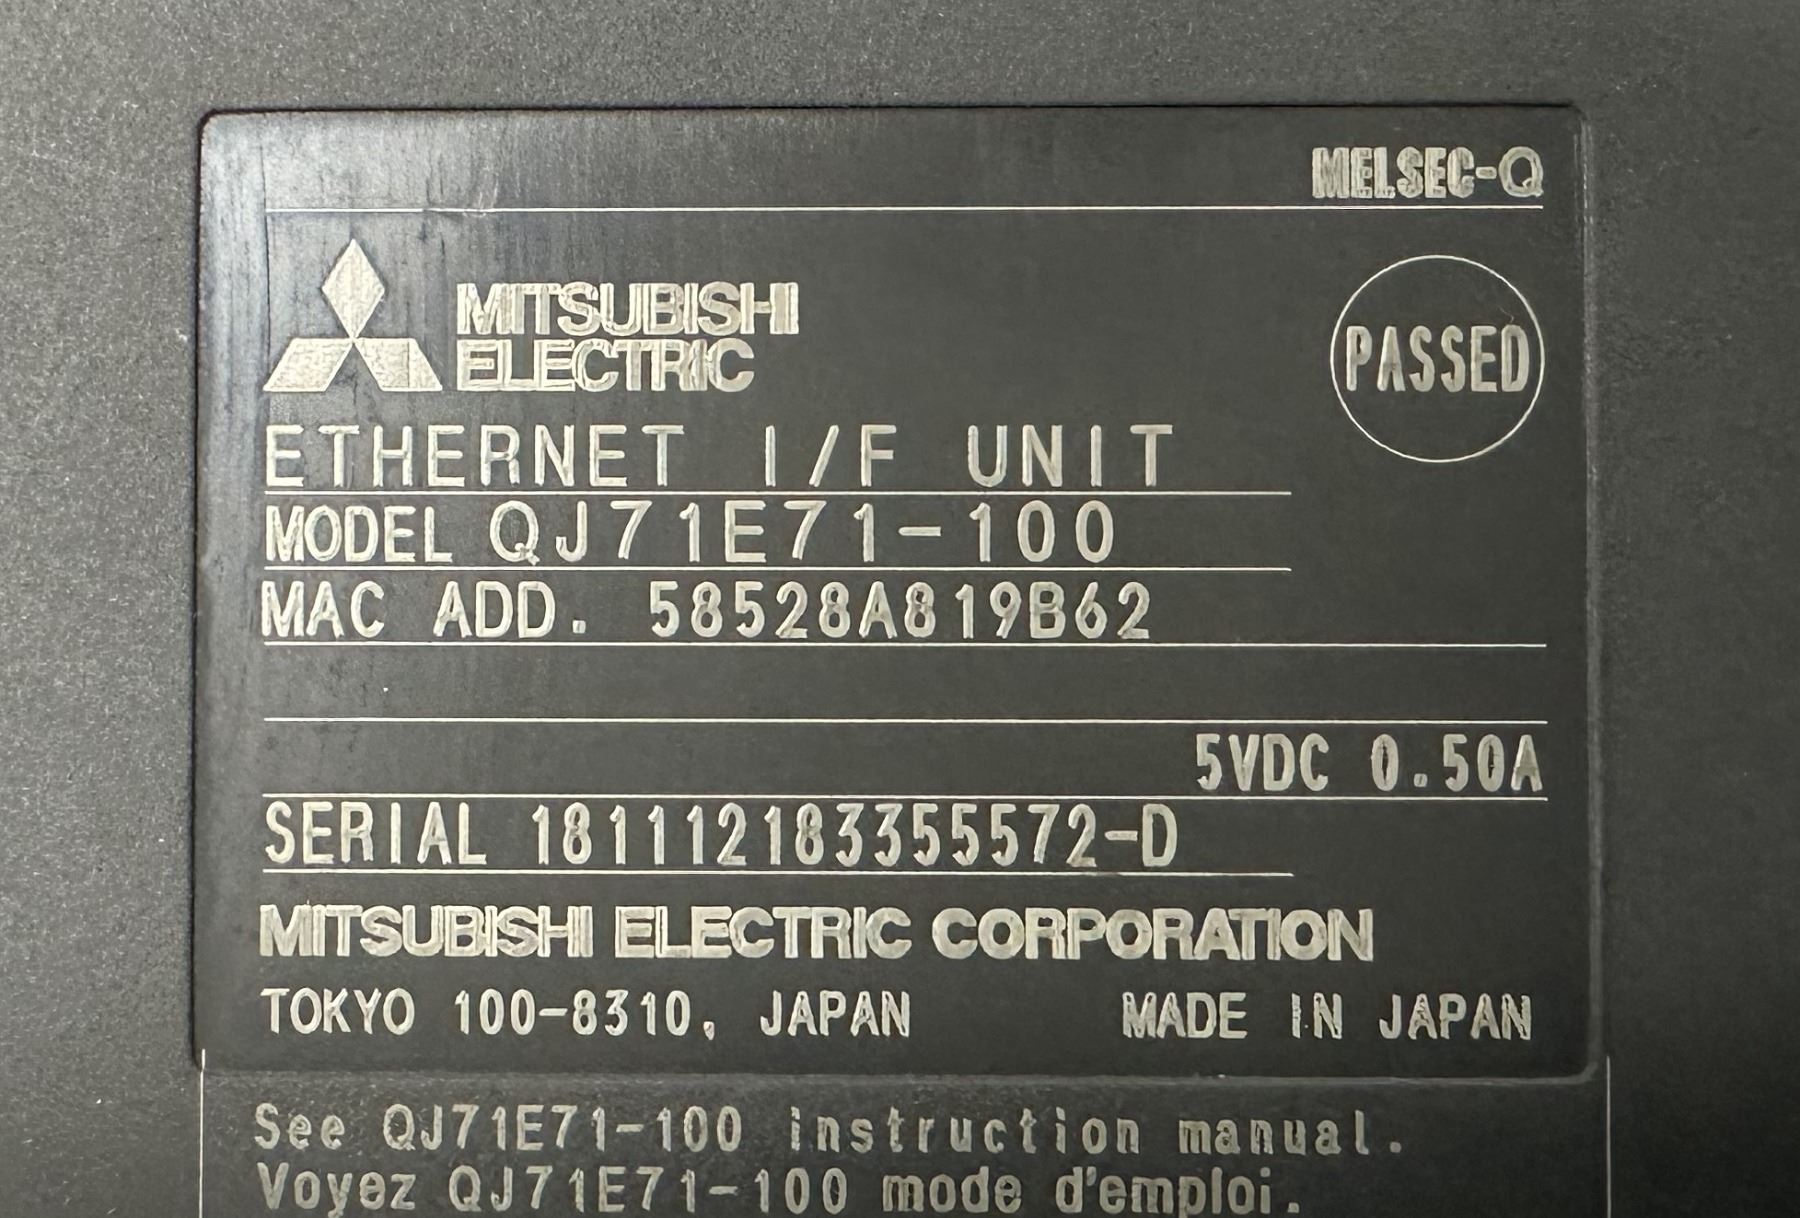 MELSEC-Q
MITSUBISHI
ELECTRIC
PASSED
ETHERNET I/F UNIT
MODEL QJ71E71-100
MAC ADD. 58528A819B62
5VDC 0.50A
SERIAL 181112183355572-D
MITSUBISHI ELECTRIC CORPORATION
TOKYO 100-8310, JAPAN MADE IN JAPAN
See QJ71E71-100 instruction manual.
Voyez QJ71E71-100 mode d'emploi.